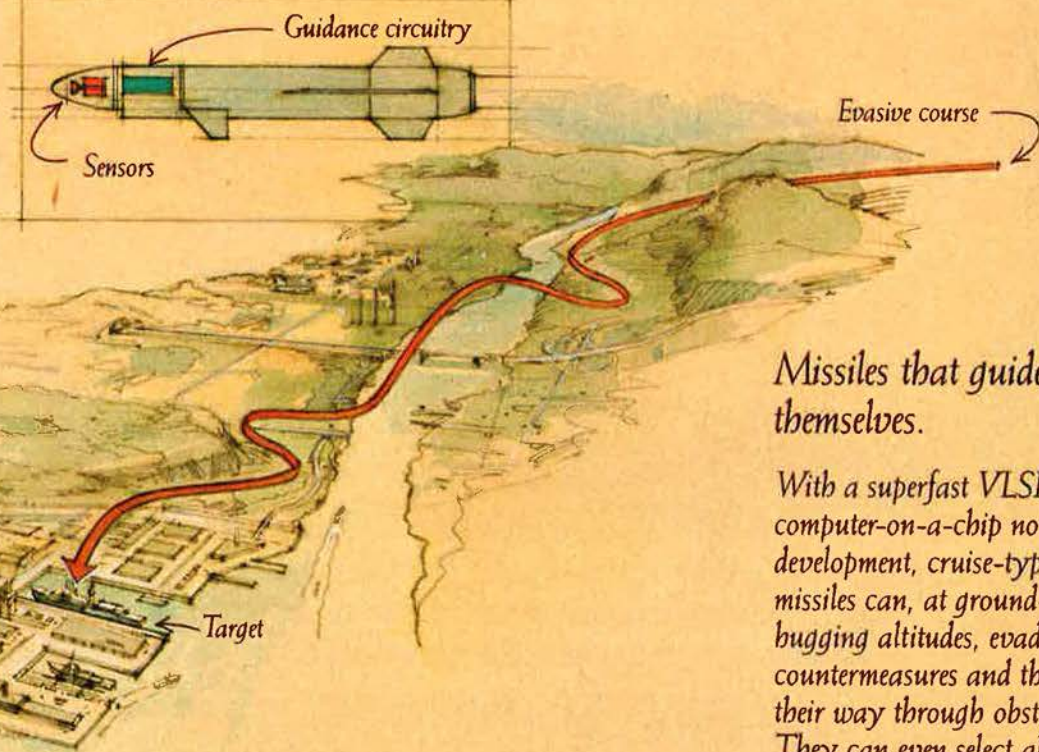 Guidance circuitry
Sensors
Evasive course
Target
Missiles that guide
themselves.
With a superfast VLSI
computer-on-a-chip no
development, cruise-typ
missiles can, at ground
hugging altitudes, evad
countermeasures and th
their way through obst
They can even select al